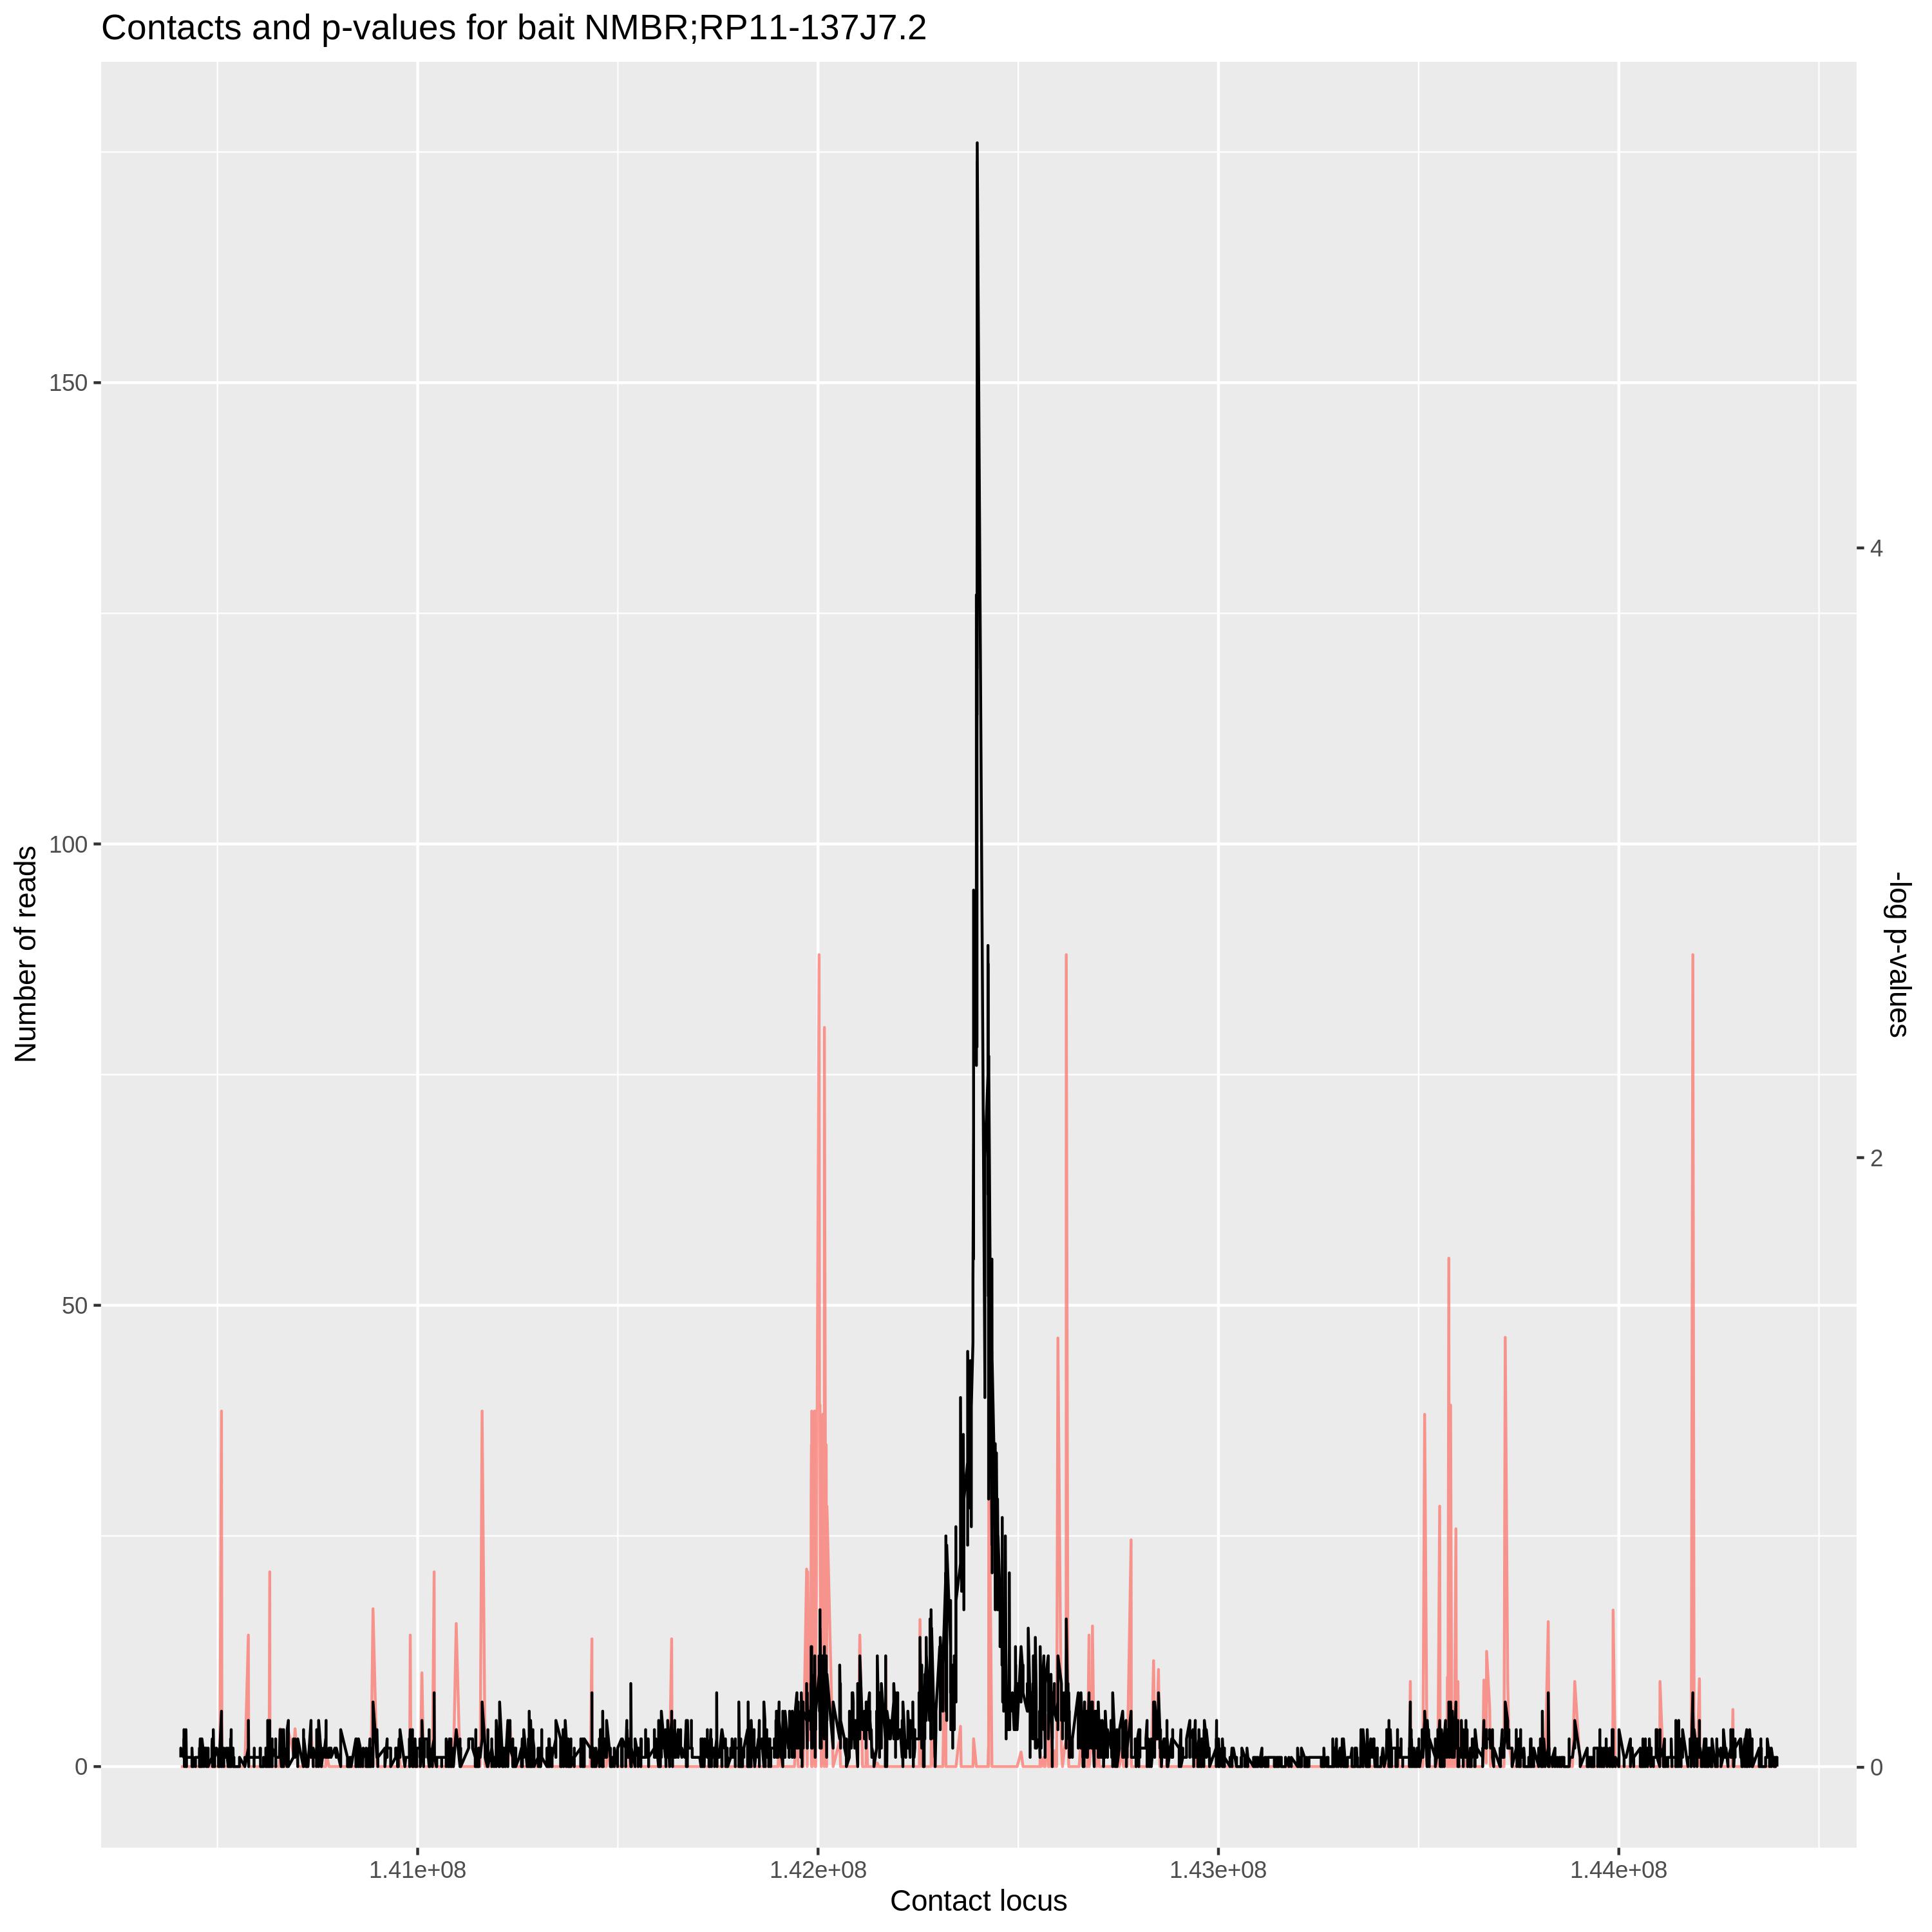 Contacts and p-values for bait NMBR;RP11-137J7.2
Number of reads
150
100
50
0
4
2
0
-log p-values
1.41e+08
1.42e+08
1.43e+08
1.44e+08
Contact locus